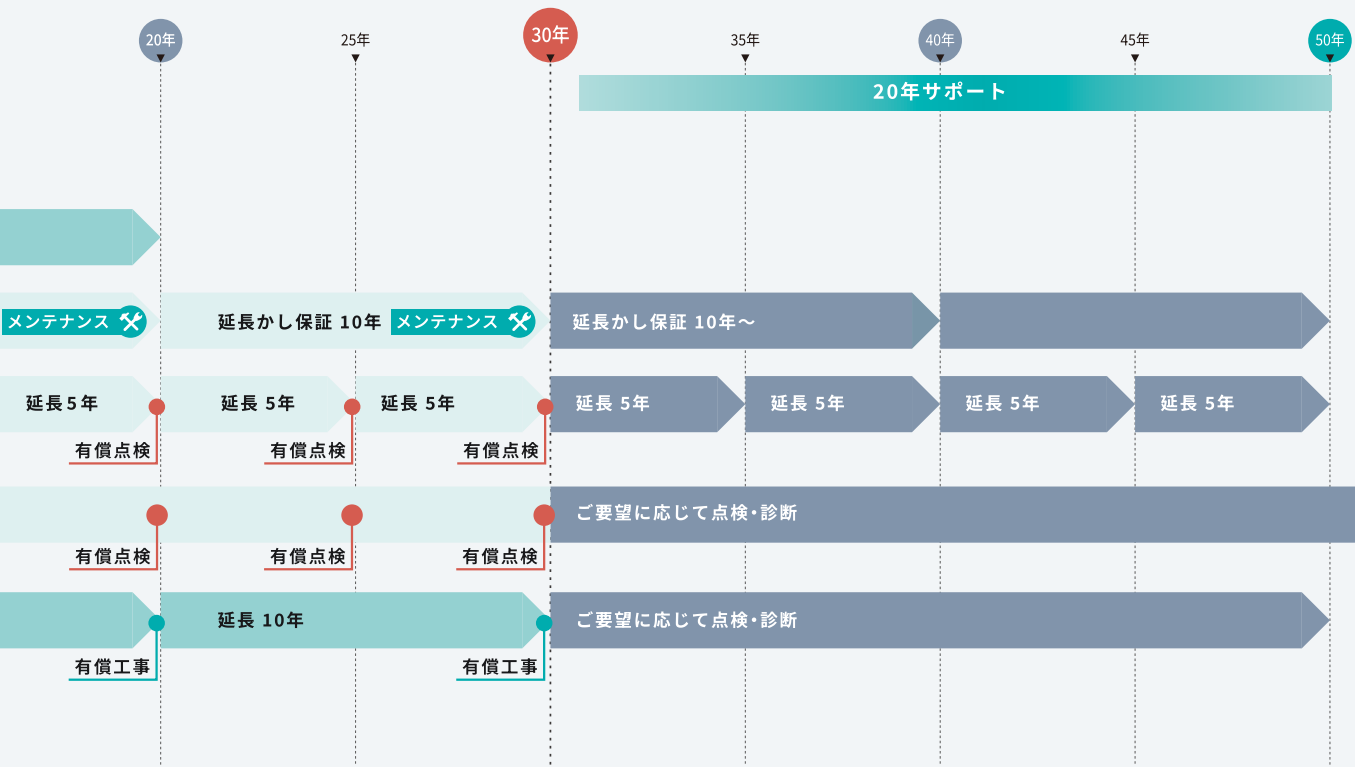 20年
25年
30年
35年
40年
45年
50年
20年サポート
メンテナンス
延長かし保証 10年
メンテナンス
延長かし保証 10年～
延長5年
延長 5年
延長 5年
延長 5年
延長 5年
延長 5年
延長 5年
有償点検
有償点検
有償点検
ご要望に応じて点検・診断
有償点検
有償点検
有償点検
延長 10年
ご要望に応じて点検・診断
有償工事
有償工事